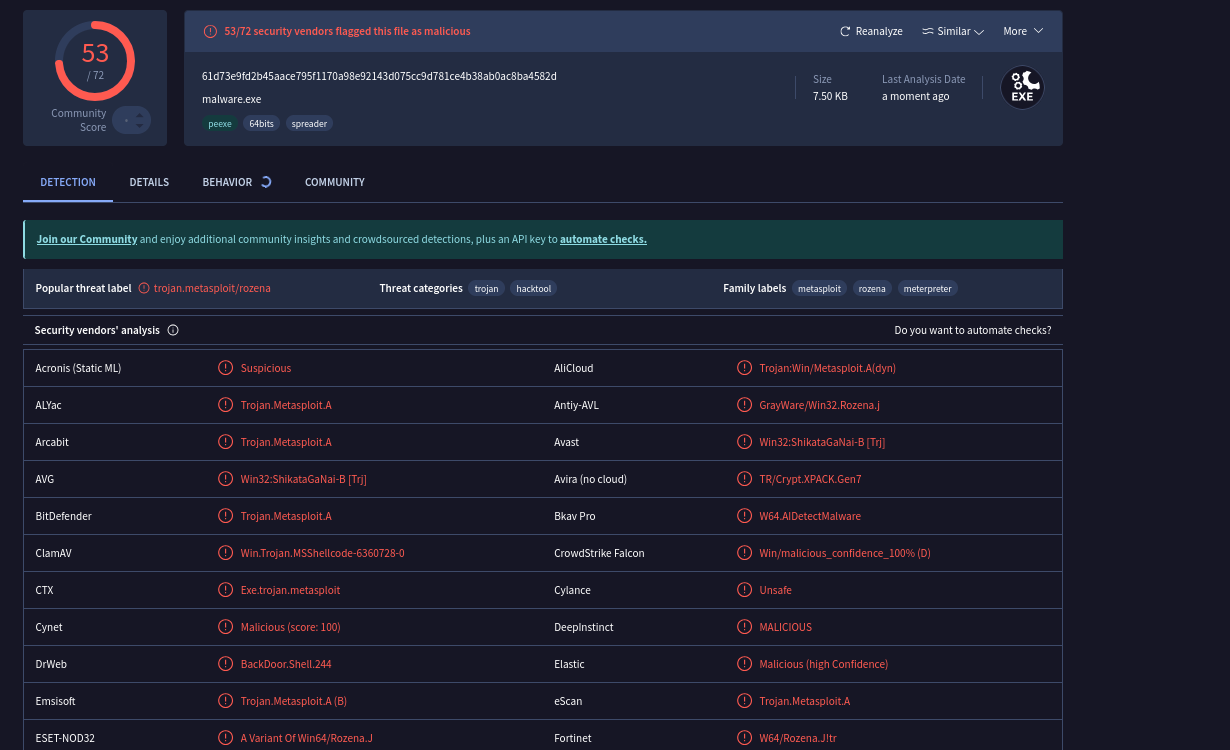 53
/ 72
Community
Score
53/72 security vendors flagged this file as malicious
Reanalyze
Similar
More
61d73e9fd2b45aace795f1170a98e92143d075cc9d781ce4b38ab0ac8ba4582d
malware.exe
peexe 64bits spreader
Size
7.50 KB
Last Analysis Date
a moment ago
EXE
DETECTION DETAILS BEHAVIOR COMMUNITY
Join our Community and enjoy additional community insights and crowdsourced detections, plus an API key to automate checks.
Popular threat label trojan.metasploit/rozena Threat categories trojan hacktool Family labels metasploit rozena meterpreter
Security vendors' analysis Do you want to automate checks?
Acronis (Static ML) Suspicious AliCloud Trojan:Win/Metasploit.A(dyn)
ALYac Trojan.Metasploit.A Antiy-AVL GrayWare/Win32.Rozena.j
Arcabit Trojan.Metasploit.A Avast Win32:ShikataGaNai-B [Trj]
AVG Win32:ShikataGaNai-B [Trj] Avira (no cloud) TR/Crypt.XPACK.Gen7
BitDefender Trojan.Metasploit.A Bkav Pro W64.AIDetectMalware
ClamAV Win.Trojan.MSShellcode-6360728-0 CrowdStrike Falcon Win/malicious_confidence_100% (D)
CTX Exe.trojan.metasploit Cylance Unsafe
Cynet Malicious (score: 100) DeepInstinct MALICIOUS
DrWeb BackDoor.Shell.244 Elastic Malicious (high Confidence)
Emsisoft Trojan.Metasploit.A (B) eScan Trojan.Metasploit.A
ESET-NOD32 A Variant Of Win64/Rozena.J Fortinet W64/Rozena.J!tr